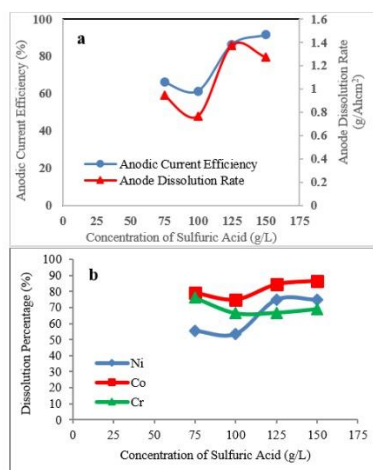 a
100
80
60
40
20
0
1.6
1.4
1.2
1
0.8
0.6
0.4
0.2
0
Anodic Current Efficiency (%)
Anode Dissolution Rate
(g/Ahcm²)
Anodic Current Efficiency
Anode Dissolution Rate
25 50 75 100 125 150 175
Concentration of Sulfuric Acid (g/L)
b
100
90
80
70
60
50
40
30
20
10
0
Dissolution Percentage (%)
Ni
Co
Cr
25 50 75 100 125 150 175
Concentration of Sulfuric Acid (g/L)